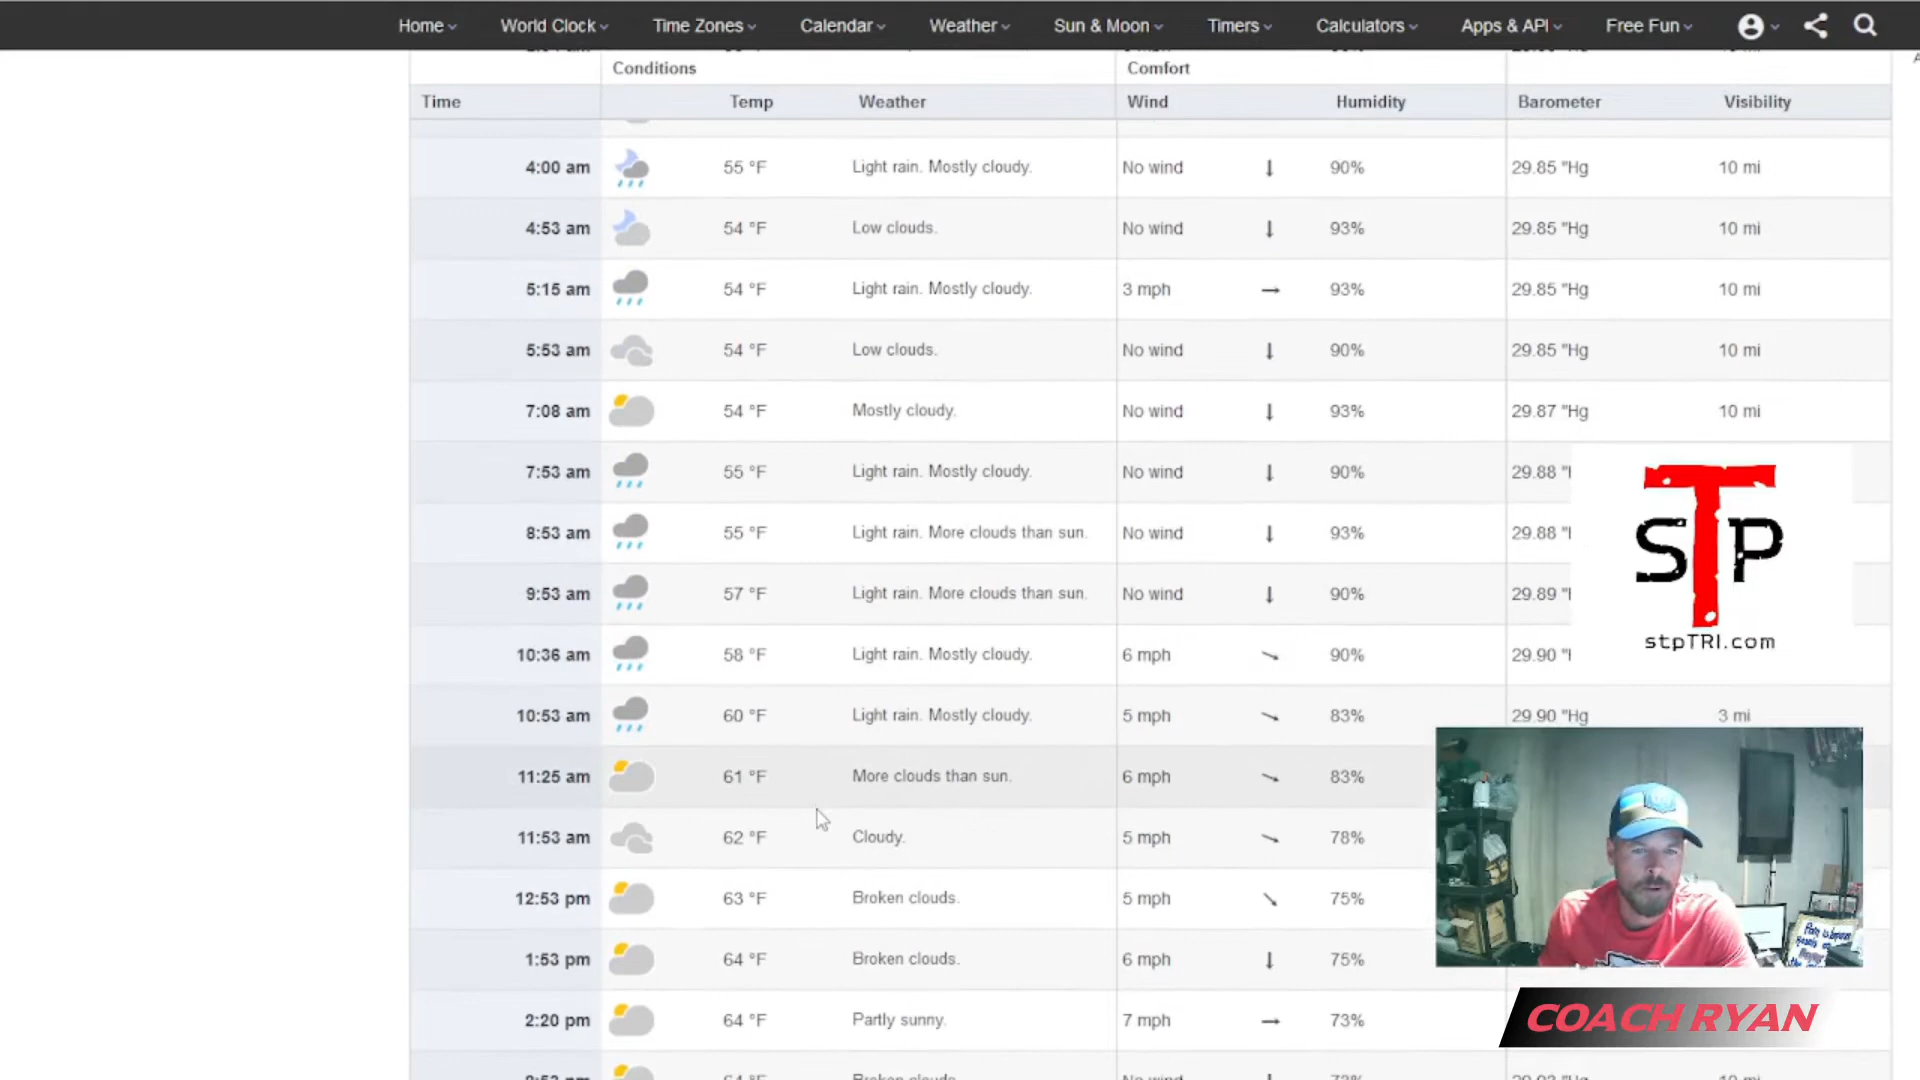 Home World Clock Time Zones Calendar Weather Sun & Moon Timers Calculators Apps & API Free Fun
Conditions Comfort
Time Temp Weather Wind Humidity Barometer Visibility
4:00 am 55 °F Light rain. Mostly cloudy. No wind ↓ 90% 29.85 "Hg 10 mi
4:53 am 54 °F Low clouds. No wind ↓ 93% 29.85 "Hg 10 mi
5:15 am 54 °F Light rain. Mostly cloudy. 3 mph → 93% 29.85 "Hg 10 mi
5:53 am 54 °F Low clouds. No wind ↓ 90% 29.85 "Hg 10 mi
7:08 am 54 °F Mostly cloudy. No wind ↓ 93% 29.87 "Hg 10 mi
7:53 am 55 °F Light rain. Mostly cloudy. No wind ↓ 90% 29.88
8:53 am 55 °F Light rain. More clouds than sun. No wind ↓ 93% 29.88
9:53 am 57 °F Light rain. More clouds than sun. No wind ↓ 90% 29.89
10:36 am 58 °F Light rain. Mostly cloudy. 6 mph 90% 29.90
10:53 am 60 °F Light rain. Mostly cloudy. 5 mph 83% 29.90 "Hg 3 mi
11:25 am 61 °F More clouds than sun. 6 mph 83%
11:53 am 62 °F Cloudy. 5 mph 78%
12:53 pm 63 °F Broken clouds. 5 mph 75%
1:53 pm 64 °F Broken clouds. 6 mph ↓ 75%
2:20 pm 64 °F Partly sunny. 7 mph → 73%
STP
stpTRI.com
COACH RYAN